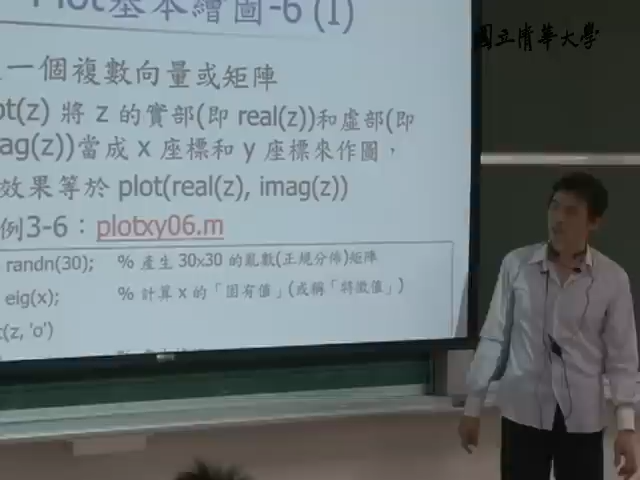 Plot基本繪圖-6 (I)
國立清華大學
一個複數向量或矩陣
ot(z) 將 z 的實部(即 real(z))和虛部(即
ag(z))當成 x 座標和 y 座標來作圖，
效果等於 plot(real(z), imag(z))
例3-6：plotxy06.m
randn(30); % 產生 30x30 的亂數(正規分佈)矩陣
eig(x); % 計算 x 的「固有值」(或稱「特徵值」)
(z, 'o')